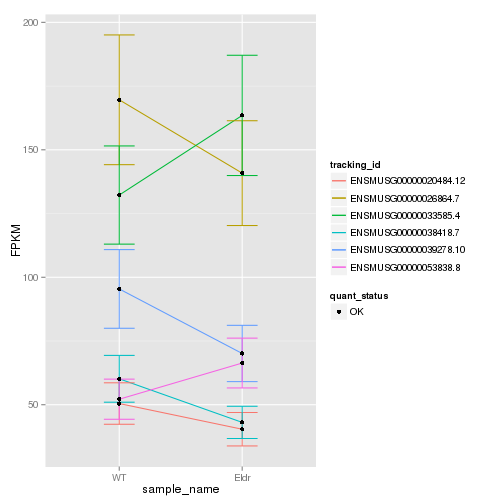 200
150
100
50
FPKM
WT
Eldr
sample_name
tracking_id
ENSMUSG00000020484.12
ENSMUSG00000026864.7
ENSMUSG00000033585.4
ENSMUSG00000038418.7
ENSMUSG00000039278.10
ENSMUSG00000053838.8
quant_status
OK